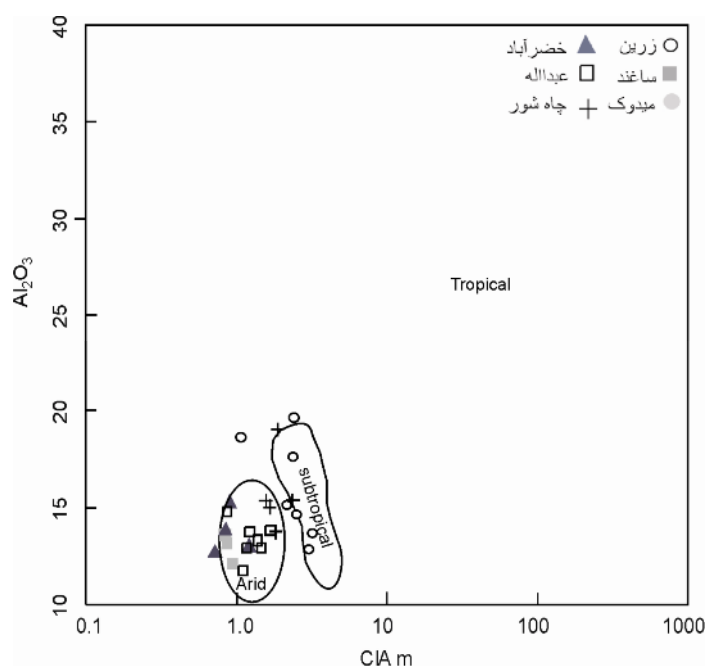 40
35
30
25
20
15
10
Al₂O₃
زرین خضرآباد
ساغند عبداله
میدوک چاه شور
Tropical
subtropical
Arid
0.1 1.0 10 100 1000
CIA m